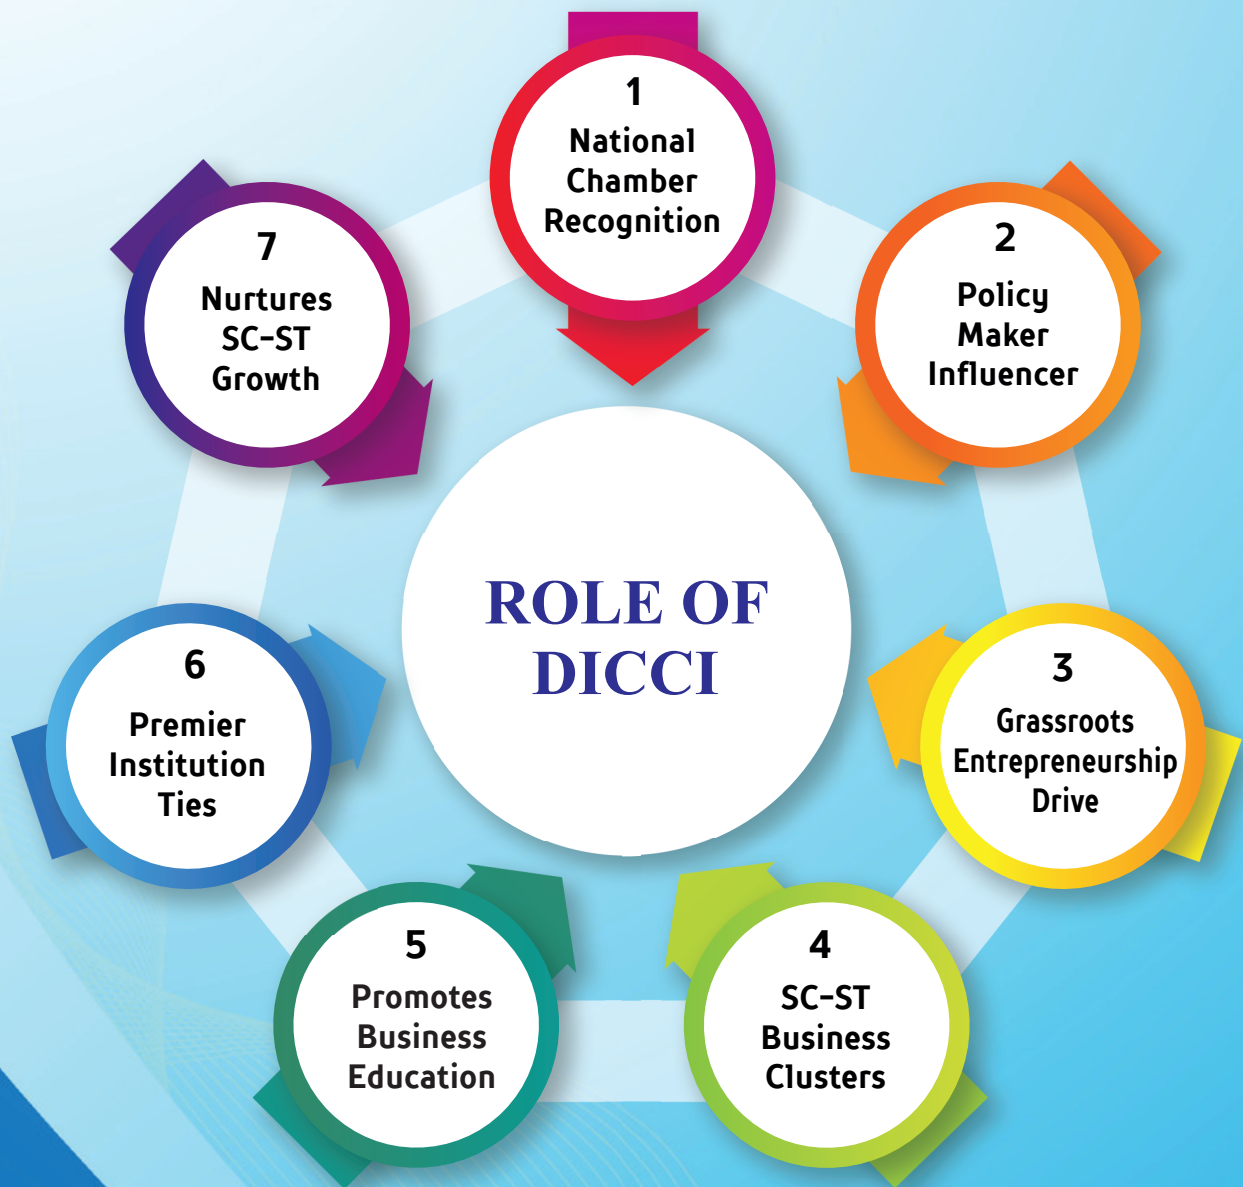 1
National
Chamber
Recognition
2
Policy
Maker
Influencer
3
Grassroots
Entrepreneurship
Drive
4
SC-ST
Business
Clusters
5
Promotes
Business
Education
6
Premier
Institution
Ties
7
Nurtures
SC-ST
Growth
ROLE OF
DICCI